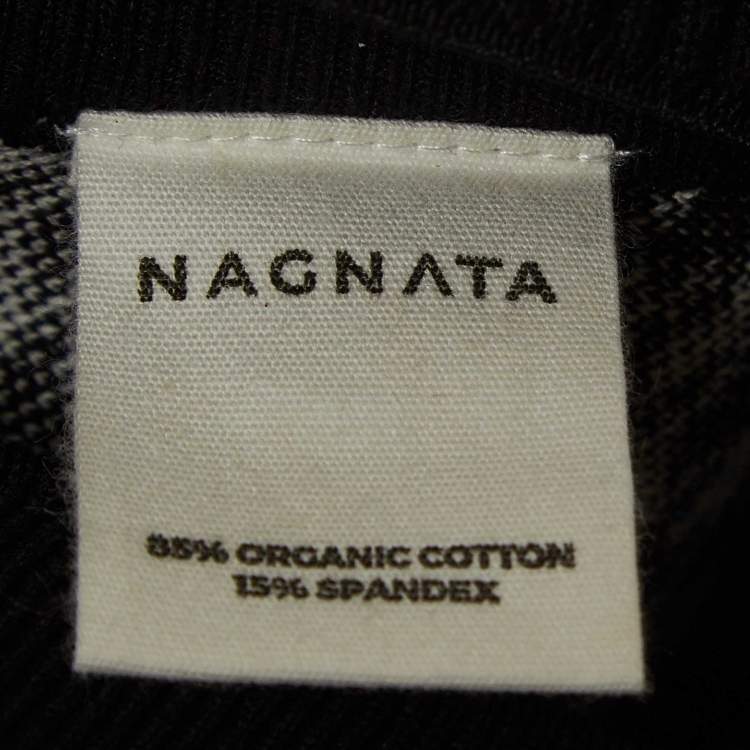 NAGNATA
85% ORGANIC COTTON
15% SPANDEX